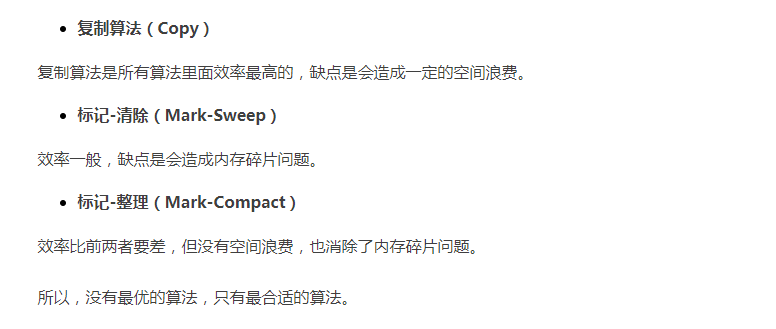 复制算法（Copy）
复制算法是所有算法里面效率最高的，缺点是会造成一定的空间浪费。
标记-清除（Mark-Sweep）
效率一般，缺点是会造成内存碎片问题。
标记-整理（Mark-Compact）
效率比前两者要差，但没有空间浪费，也消除了内存碎片问题。
所以，没有最优的算法，只有最合适的算法。